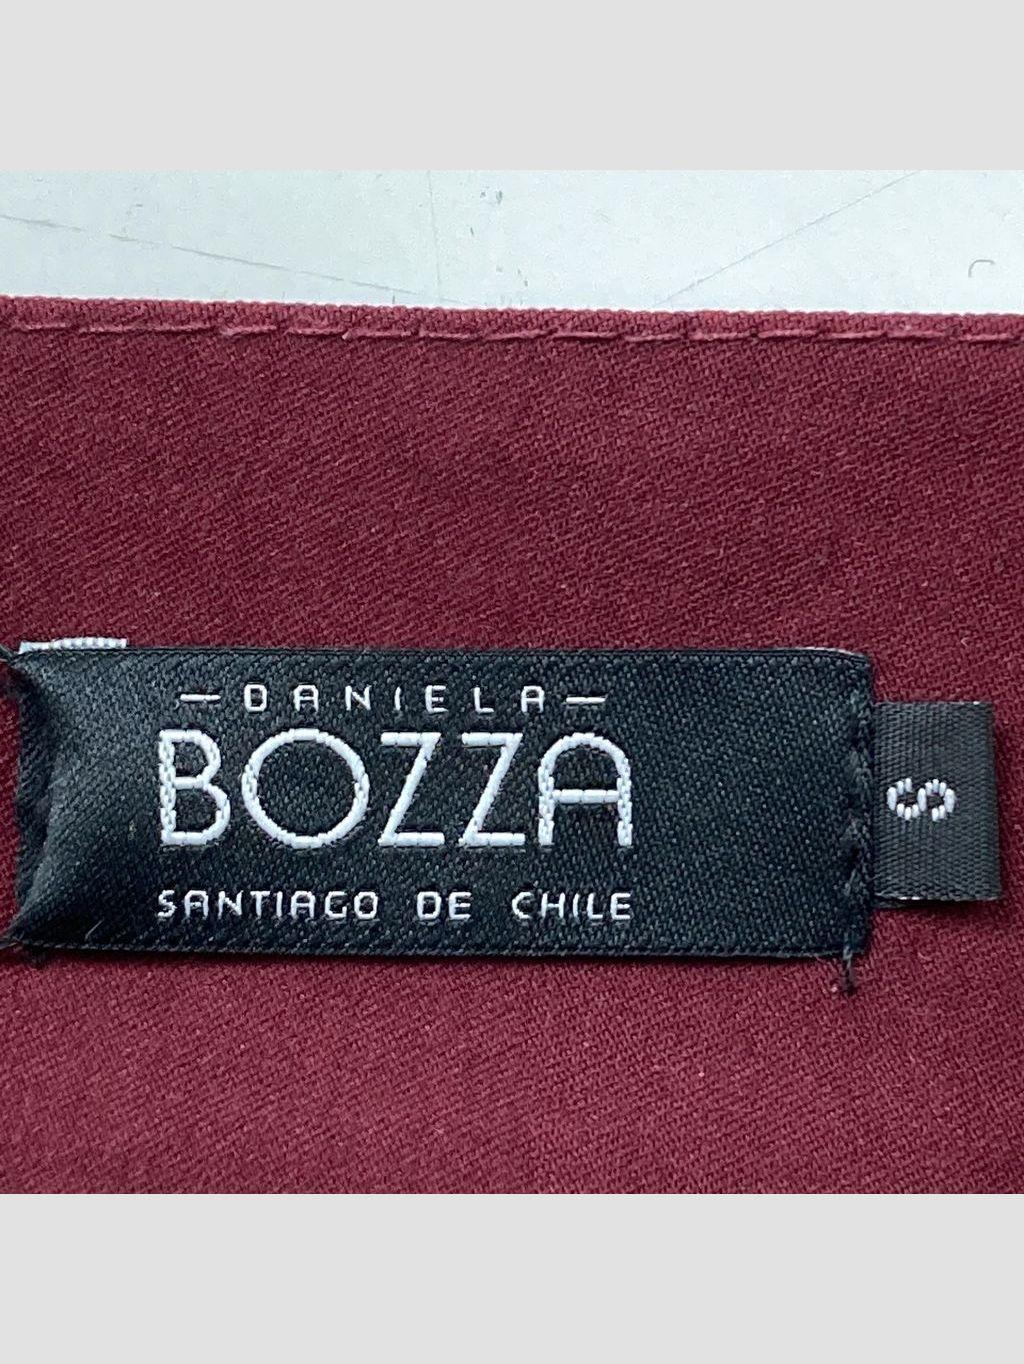 — DANIELA —
BOZZA
SANTIAGO DE CHILE
S